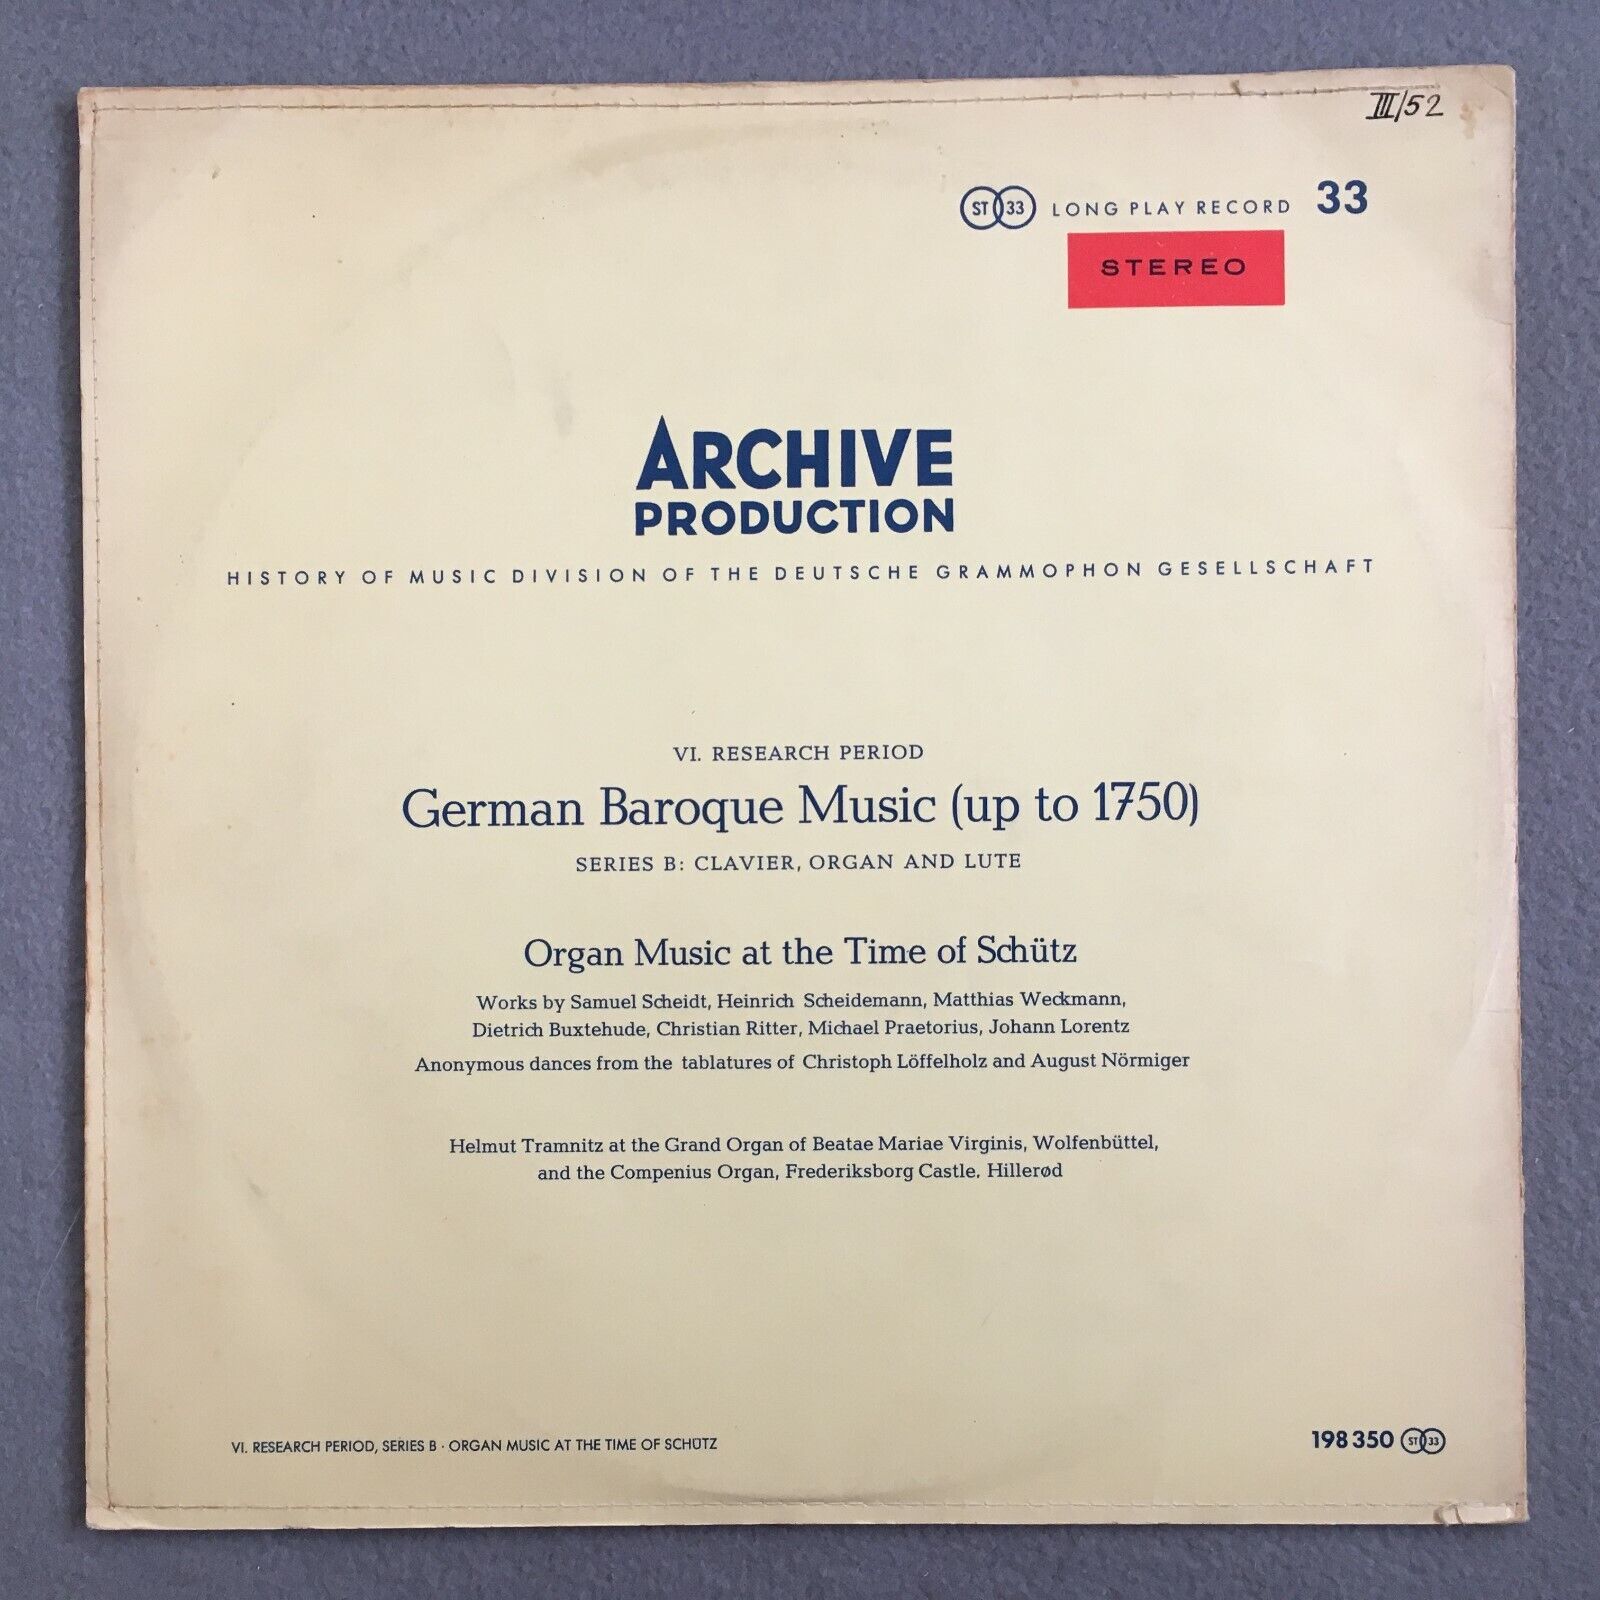 III/52
ST 33 LONG PLAY RECORD 33
STEREO
ARCHIVE
PRODUCTION
HISTORY OF MUSIC DIVISION OF THE DEUTSCHE GRAMMOPHON GESELLSCHAFT
VI. RESEARCH PERIOD
German Baroque Music (up to 1750)
SERIES B: CLAVIER, ORGAN AND LUTE
Organ Music at the Time of Schütz
Works by Samuel Scheidt, Heinrich Scheidemann, Matthias Weckmann,
Dietrich Buxtehude, Christian Ritter, Michael Praetorius, Johann Lorentz
Anonymous dances from the tablatures of Christoph Löffelholz and August Nörmiger
Helmut Tramnitz at the Grand Organ of Beatae Mariae Virginis, Wolfenbüttel,
and the Compenius Organ, Frederiksborg Castle, Hillerød
VI. RESEARCH PERIOD, SERIES B · ORGAN MUSIC AT THE TIME OF SCHÜTZ
198 350 ST 33